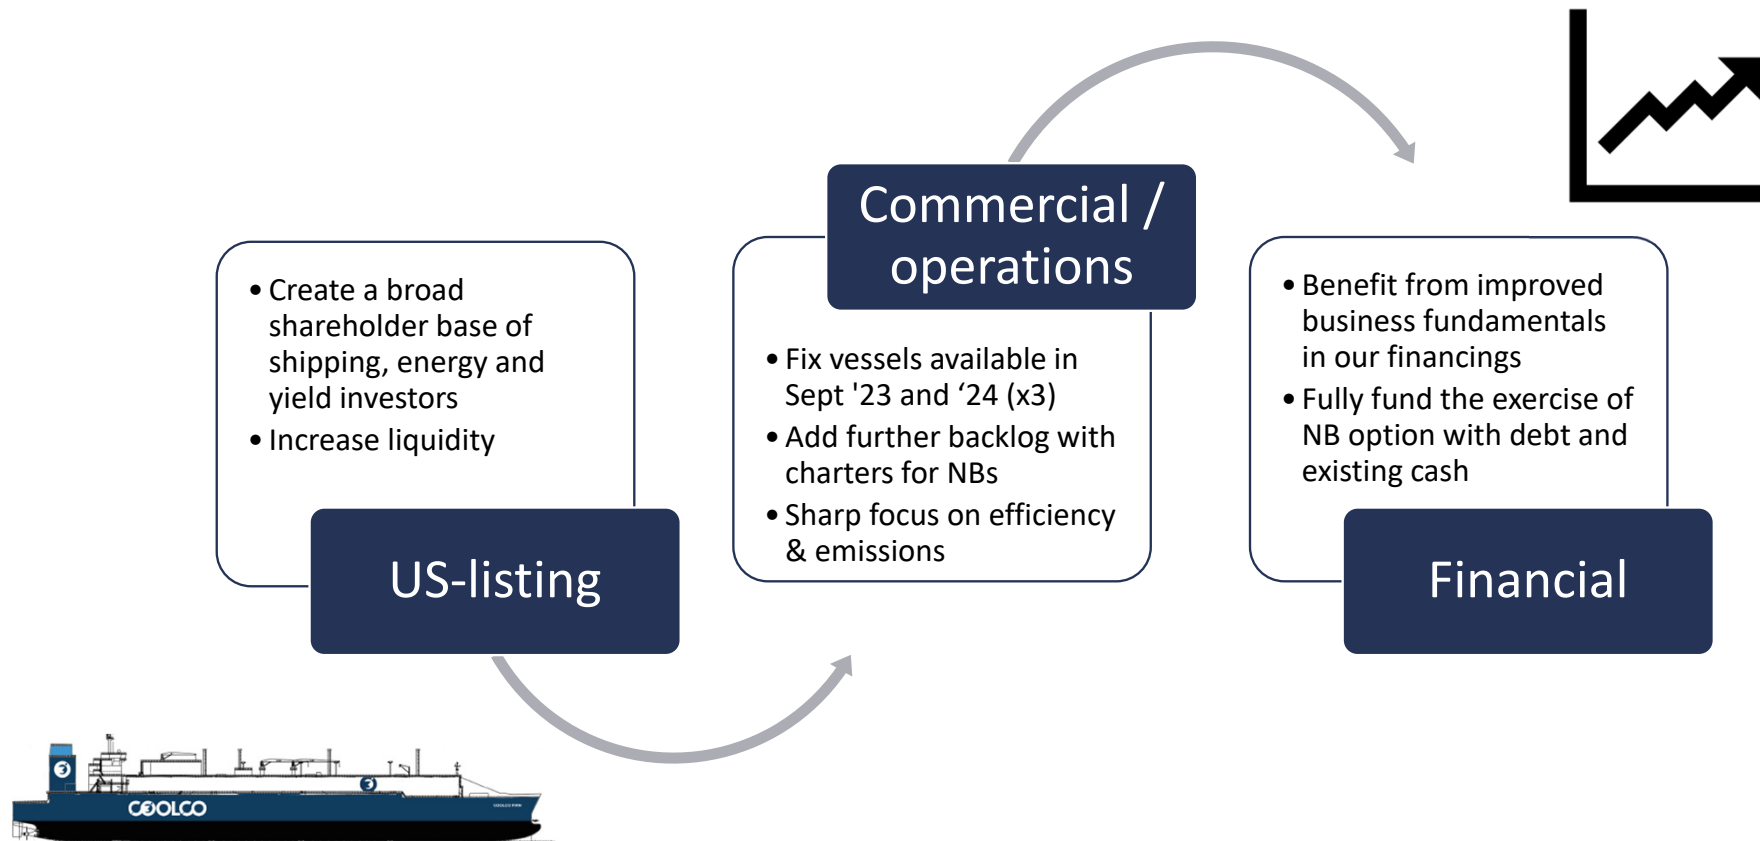 • Create a broad
shareholder base of
shipping, energy and
yield investors
• Increase liquidity
US-listing
Commercial /
operations
• Fix vessels available in
Sept '23 and ‘24 (x3)
• Add further backlog with
charters for NBs
• Sharp focus on efficiency
& emissions
• Benefit from improved
business fundamentals
in our financings
• Fully fund the exercise of
NB option with debt and
existing cash
Financial
COOLCO